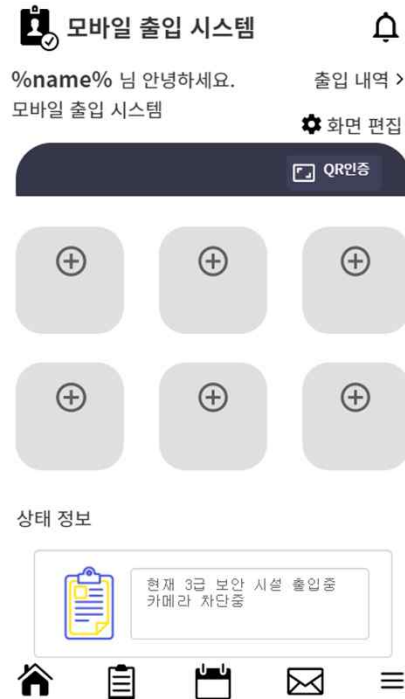 모바일 출입 시스템
%name% 님 안녕하세요.
출입 내역 >
모바일 출입 시스템
화면 편집
QR인증
상태 정보
현재 3급 보안 시설 출입중
카메라 차단중